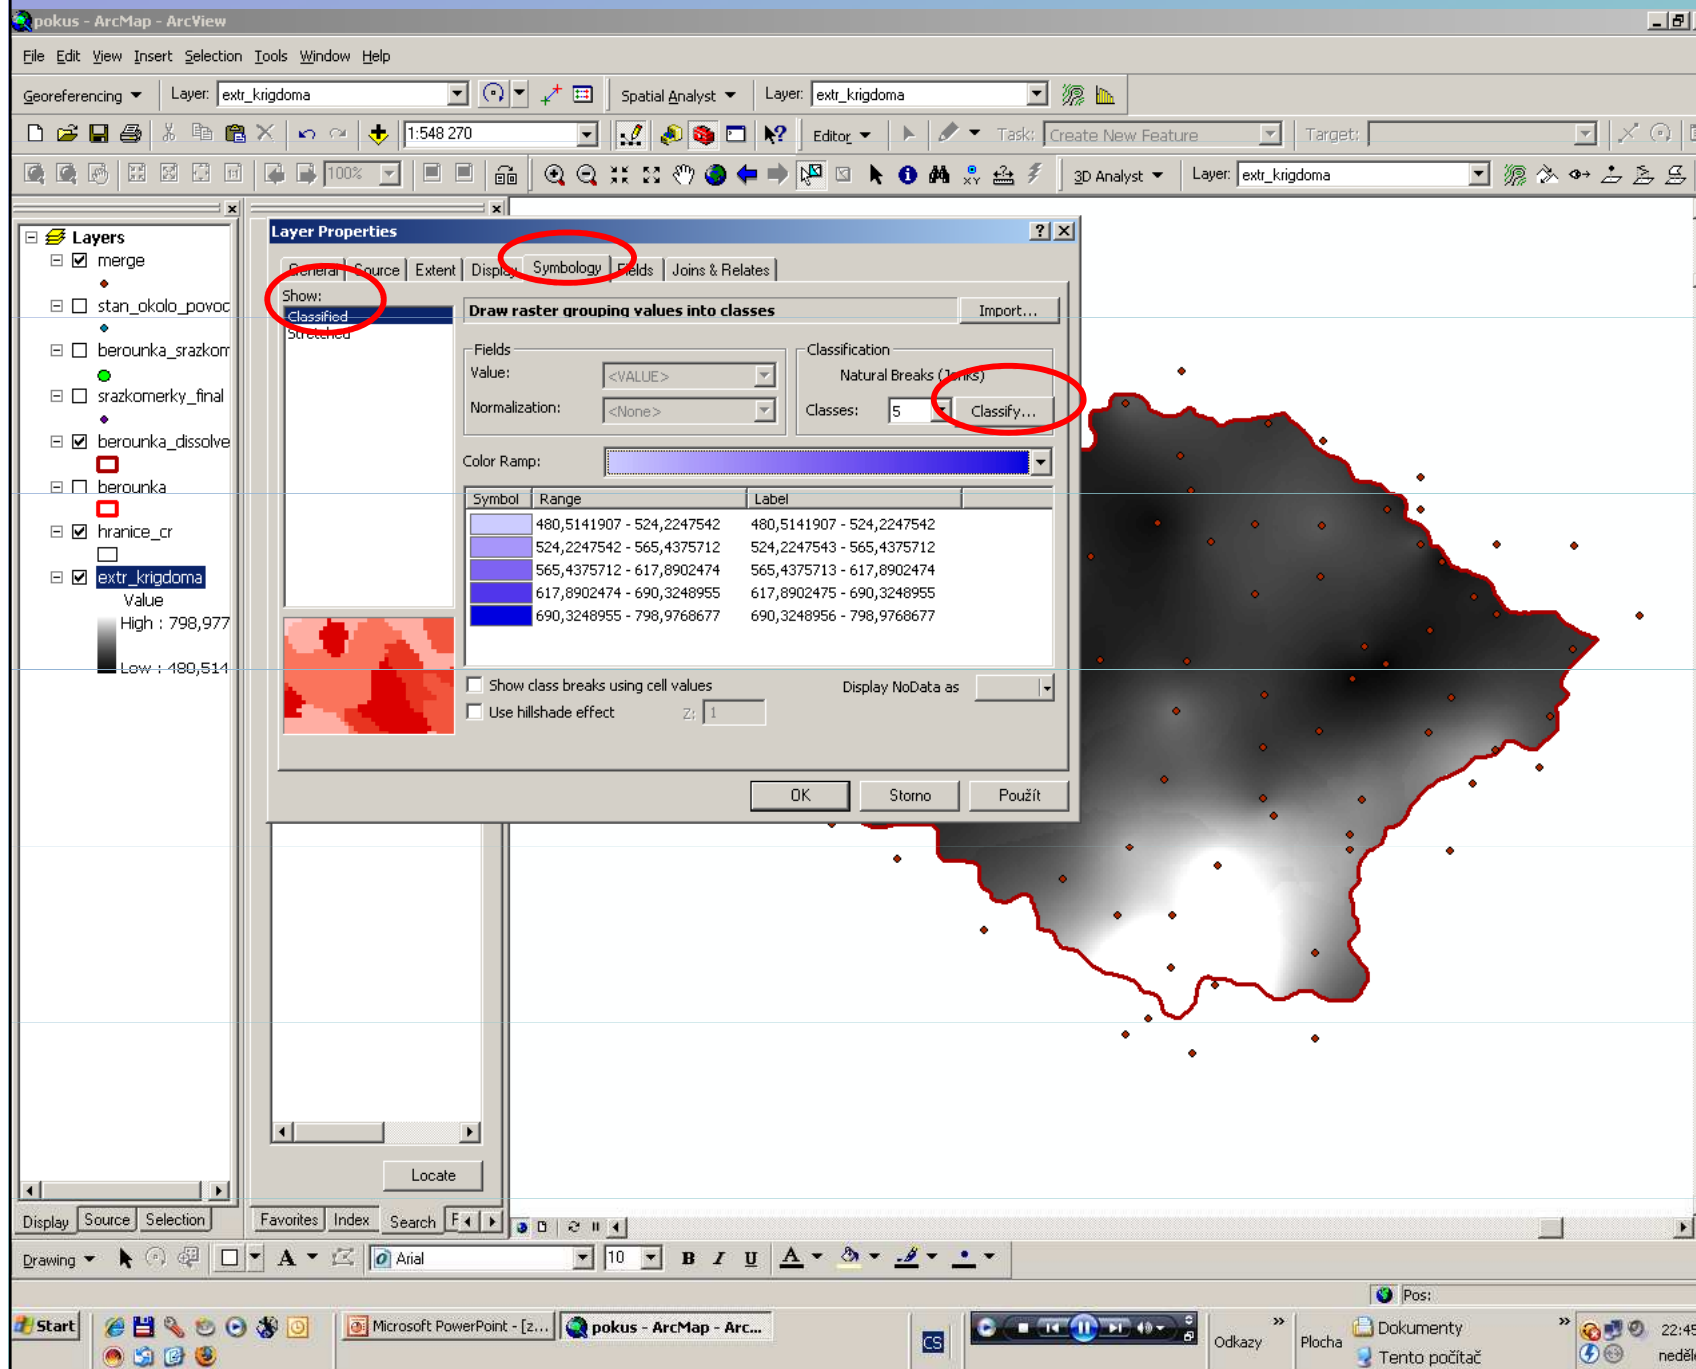 pokus - ArcMap - ArcView
File Edit View Insert Selection Tools Window Help
Georeferencing Layer: extr_krigdoma Spatial Analyst Layer: extr_krigdoma
1:548 270 Editor Task: Create New Feature Target:
100% 3D Analyst Layer: extr_krigdoma
Layers
merge
stan_okolo_povoc
berounka_srazkom
srazkomerky_final
berounka_dissolve
berounka
hranice_cr
extr_krigdoma
Value
High : 798,977
Low : 480,514
Layer Properties
General Source Extent Display Symbology Fields Joins & Relates
Show:
Classified
Stretched
Draw raster grouping values into classes
Import...
Fields
Value: <VALUE>
Normalization: <None>
Classification
Natural Breaks (Jenks)
Classes: 5 Classify...
Color Ramp:
Symbol Range Label
480,5141907 - 524,2247542 480,5141907 - 524,2247542
524,2247542 - 565,4375712 524,2247543 - 565,4375712
565,4375712 - 617,8902474 565,4375713 - 617,8902474
617,8902474 - 690,3248955 617,8902475 - 690,3248955
690,3248955 - 798,9768677 690,3248956 - 798,9768677
Show class breaks using cell values Display NoData as
Use hillshade effect Z: 1
OK Storno Použít
Locate
Display Source Selection Favorites Index Search
Drawing A Arial 10 B I U A
Pos:
Start Microsoft PowerPoint - [z... pokus - ArcMap - Arc... CS Odkazy » Plocha Dokumenty » 22:45
Tento počítač neděle